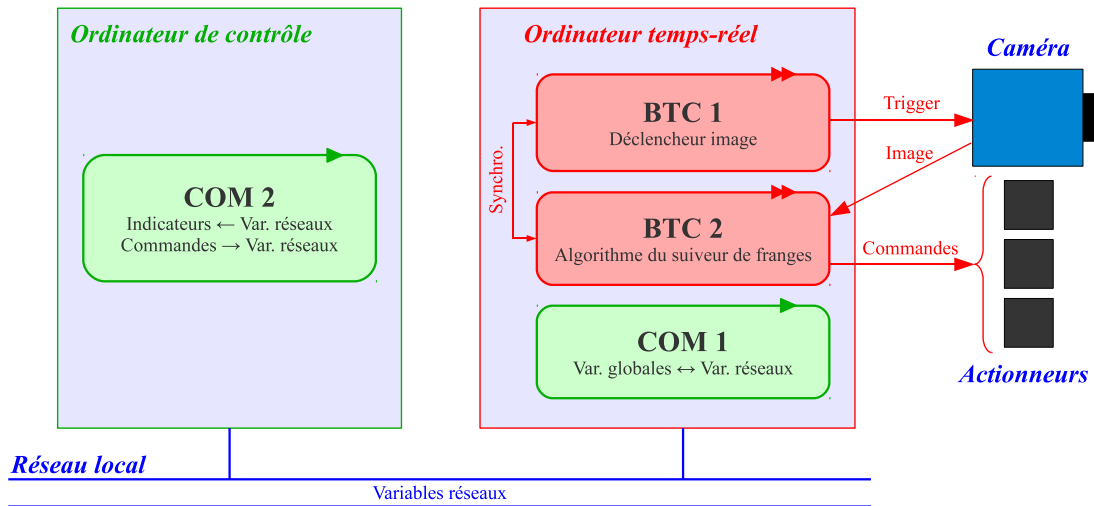 Ordinateur de contrôle
COM 2
Indicateurs ← Var. réseaux
Commandes → Var. réseaux
Ordinateur temps-réel
BTC 1
Déclencheur image
Synchro.
BTC 2
Algorithme du suiveur de franges
COM 1
Var. globales ↔ Var. réseaux
Caméra
Trigger
Image
Commandes
Actionneurs
Réseau local
Variables réseaux